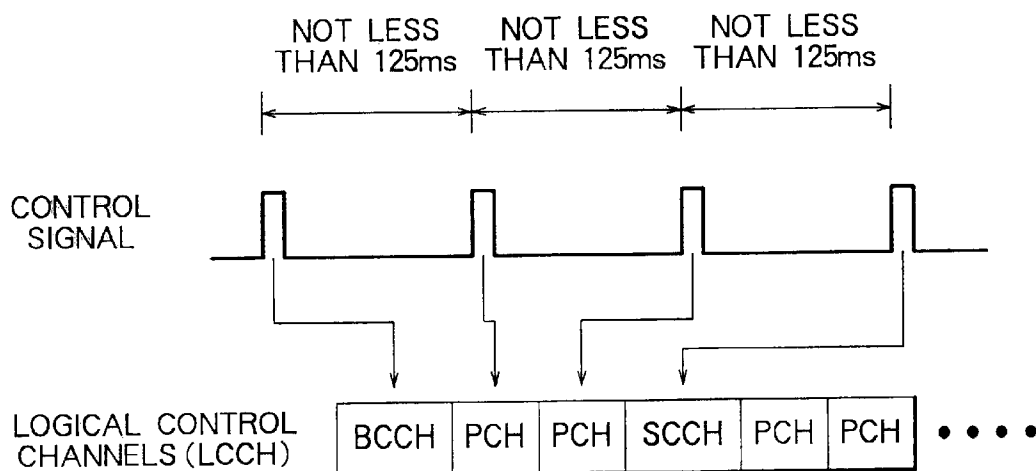 NOT LESS THAN 125ms
NOT LESS THAN 125ms
NOT LESS THAN 125ms
CONTROL SIGNAL
LOGICAL CONTROL CHANNELS (LCCH)
BCCH PCH PCH SCCH PCH PCH